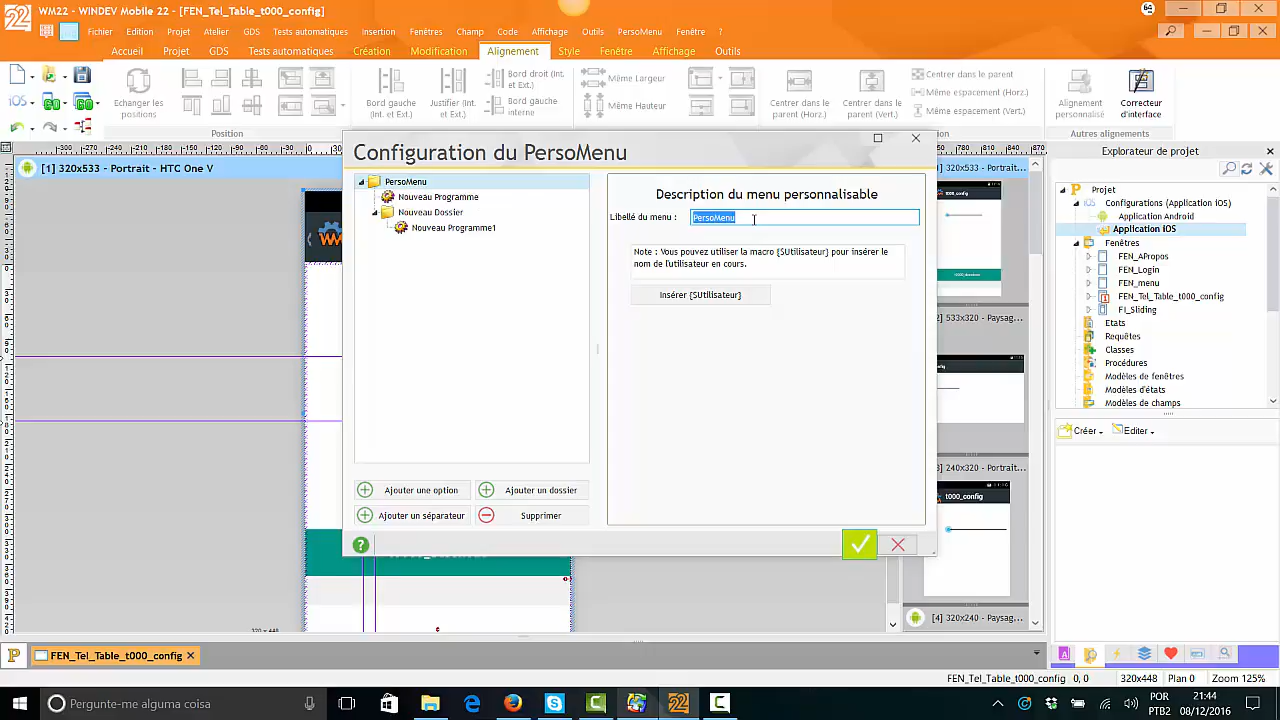 WM22 - WINDEV Mobile 22 - [FEN_Tel_Table_t000_config]
64
Fichier Edition Projet Atelier GDS Tests automatiques Insertion Fenêtres Champ Code Affichage Outils PersoMenu Fenêtre ?
Accueil Projet GDS Tests automatiques Création Modification Alignement Style Fenêtre Affichage Outils
iOS
GO GO
Echanger les positions
Position
Bord gauche (Int. et Ext.)
Justifier (Int. et Ext.)
Bord droit (Int. et Ext.)
Bord gauche interne
Même Largeur
Même Hauteur
Centrer dans le parent (Horz.)
Centrer dans le parent (Vert.)
Centrer dans le parent
Même espacement (Horz.)
Même espacement (Vert.)
Alignement personnalisé
Correcteur d'interface
Autres alignements
[1] 320x533 - Portrait - HTC One V
Configuration du PersoMenu
PersoMenu
Nouveau Programme
Nouveau Dossier
Nouveau Programme1
Ajouter une option
Ajouter un dossier
Ajouter un séparateur
Supprimer
Description du menu personnalisable
Libellé du menu : PersoMenu
Note : Vous pouvez utiliser la macro {$Utilisateur} pour insérer le
nom de l'utilisateur en cours.
Insérer {$Utilisateur}
320 x 448
t000_config
533x320 - Paysag...
240x320 - Portrait...
t000_config
[4] 320x240 - Paysag...
Explorateur de projet
Projet
Configurations (Application iOS)
Application Android
Application iOS
Fenêtres
FEN_APropos
FEN_Login
FEN_menu
FEN_Tel_Table_t000_config
FI_Sliding
Etats
Requêtes
Classes
Procédures
Modèles de fenêtres
Modèles d'états
Modèles de champs
Créer Editer
FEN_Tel_Table_t000_config
FEN_Tel_Table_t000_config 0, 0 320x448 Plan 0 Zoom 125%
Pergunte-me alguma coisa
POR
PTB2
21:44
08/12/2016